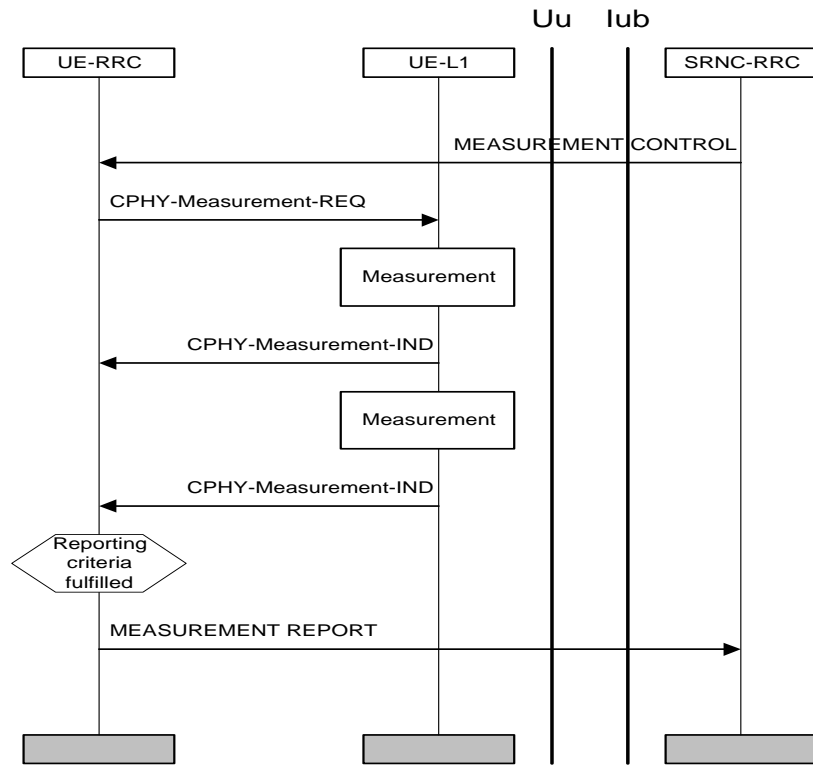 Uu Iub
UE-RRC UE-L1 SRNC-RRC
MEASUREMENT CONTROL
CPHY-Measurement-REQ
Measurement
CPHY-Measurement-IND
Measurement
CPHY-Measurement-IND
Reporting
criteria
fulfilled
MEASUREMENT REPORT